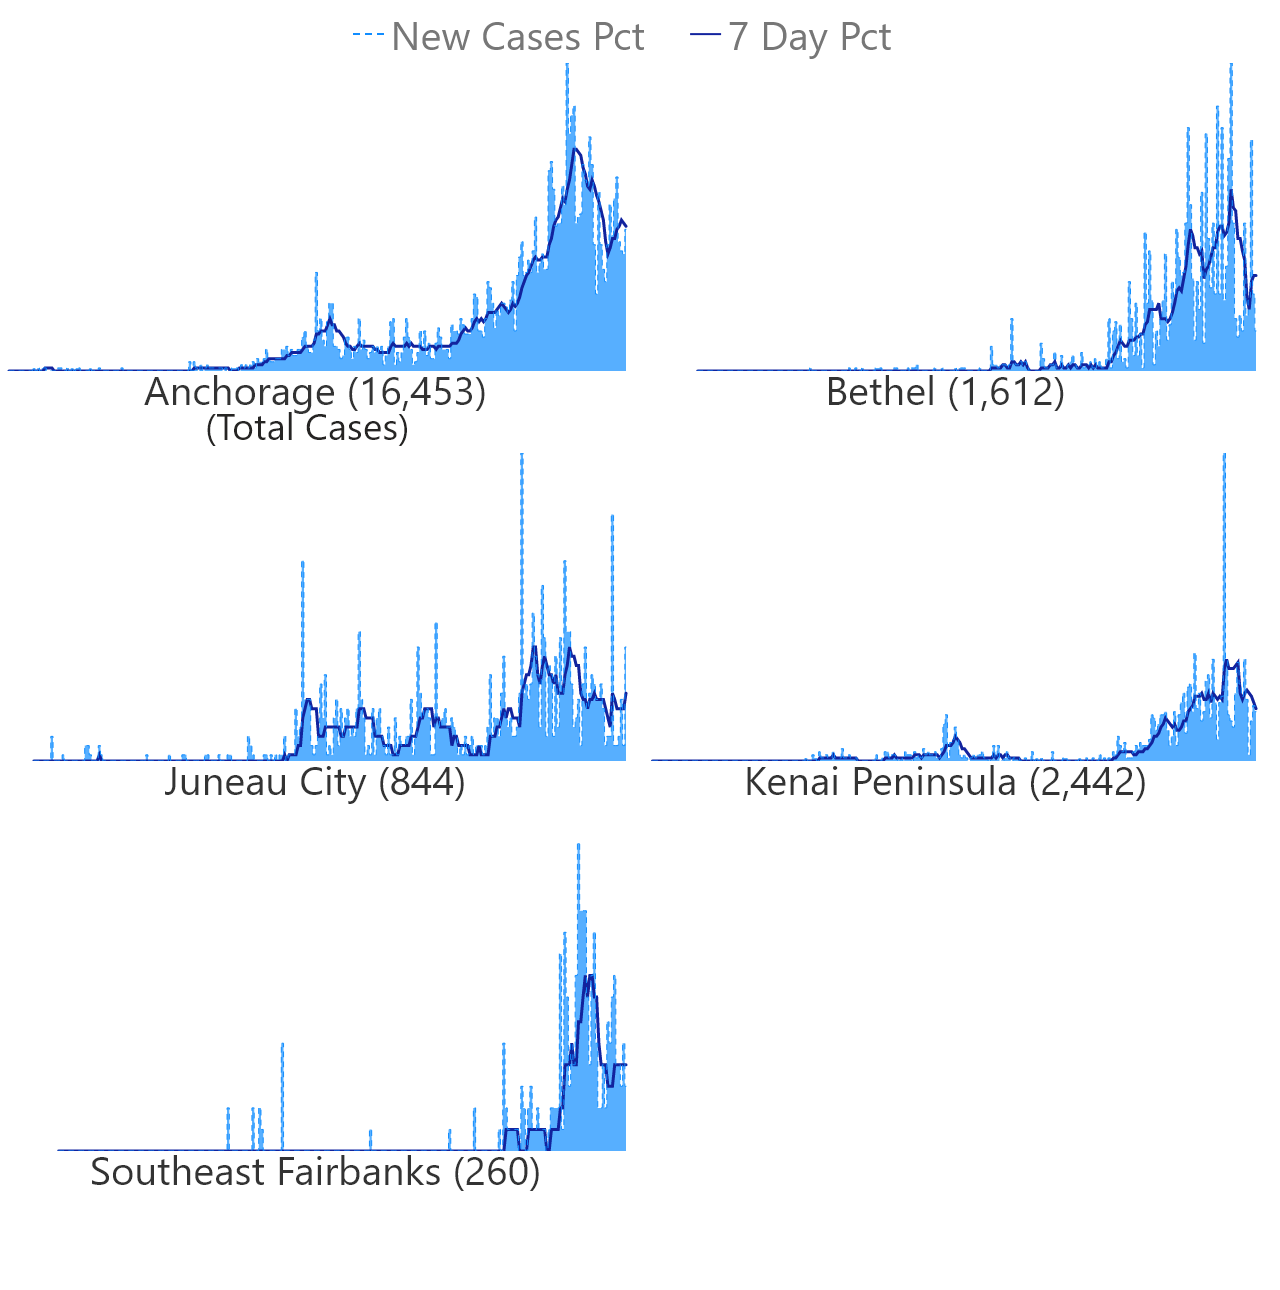 New Cases Pct 7 Day Pct
Anchorage (16,453)
(Total Cases)
Bethel (1,612)
Juneau City (844)
Kenai Peninsula (2,442)
Southeast Fairbanks (260)